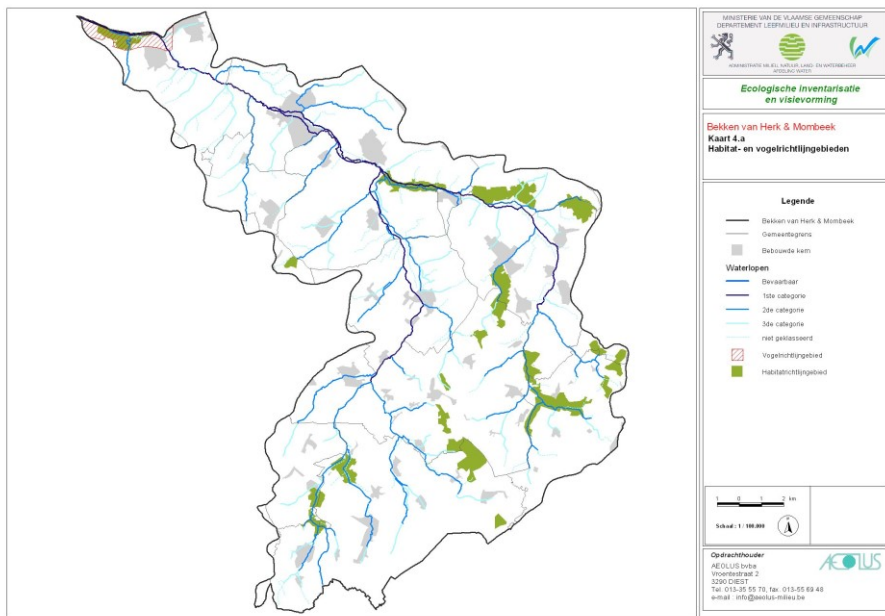 MINISTERIE VAN DE VLAAMSE GEMEENSCHAP
DEPARTEMENT LEEFMILIEU EN INFRASTRUCTUUR
ADMINISTRATIE MILIEU, NATUUR, LAND- EN WATERBEHEER
AFDELING WATER
Ecologische inventarisatie
en visievorming
Bekken van Herk & Mombeek
Kaart 4.a
Habitat- en vogelrichtlijngebieden
Legende
Bekken van Herk & Mombeek
Gemeentegrens
Bebouwde kern
Waterlopen
Bevaarbaar
1ste categorie
2de categorie
3de categorie
niet geklasseerd
Vogelrichtlijngebied
Habitatrichtlijngebied
1 0 1 2 km
Schaal : 1 / 100.000
Opdrachthouder
AEOLUS
AEOLUS bvba
Vroentestraat 2
3290 DIEST
Tel. 013-35 55 70, fax. 013-55 69 48
e-mail : info@aeolus-milieu.be